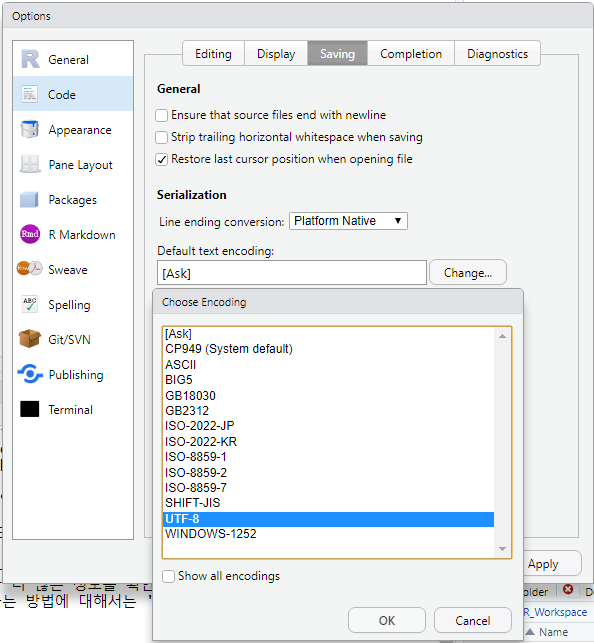 Options
General
Code
Appearance
Pane Layout
Packages
Rmd
R Markdown
Sweave
ABC
Spelling
Git/SVN
Publishing
Terminal
Editing
Display
Saving
Completion
Diagnostics
General
Ensure that source files end with newline
Strip trailing horizontal whitespace when saving
Restore last cursor position when opening file
Serialization
Line ending conversion: Platform Native
Default text encoding:
[Ask]
Change...
Choose Encoding
[Ask]
CP949 (System default)
ASCII
BIG5
GB18030
GB2312
ISO-2022-JP
ISO-2022-KR
ISO-8859-1
ISO-8859-2
ISO-8859-7
SHIFT-JIS
UTF-8
WINDOWS-1252
Show all encodings
OK
Cancel
Apply
는 방법에 대해서는 '
R_Workspace
Name